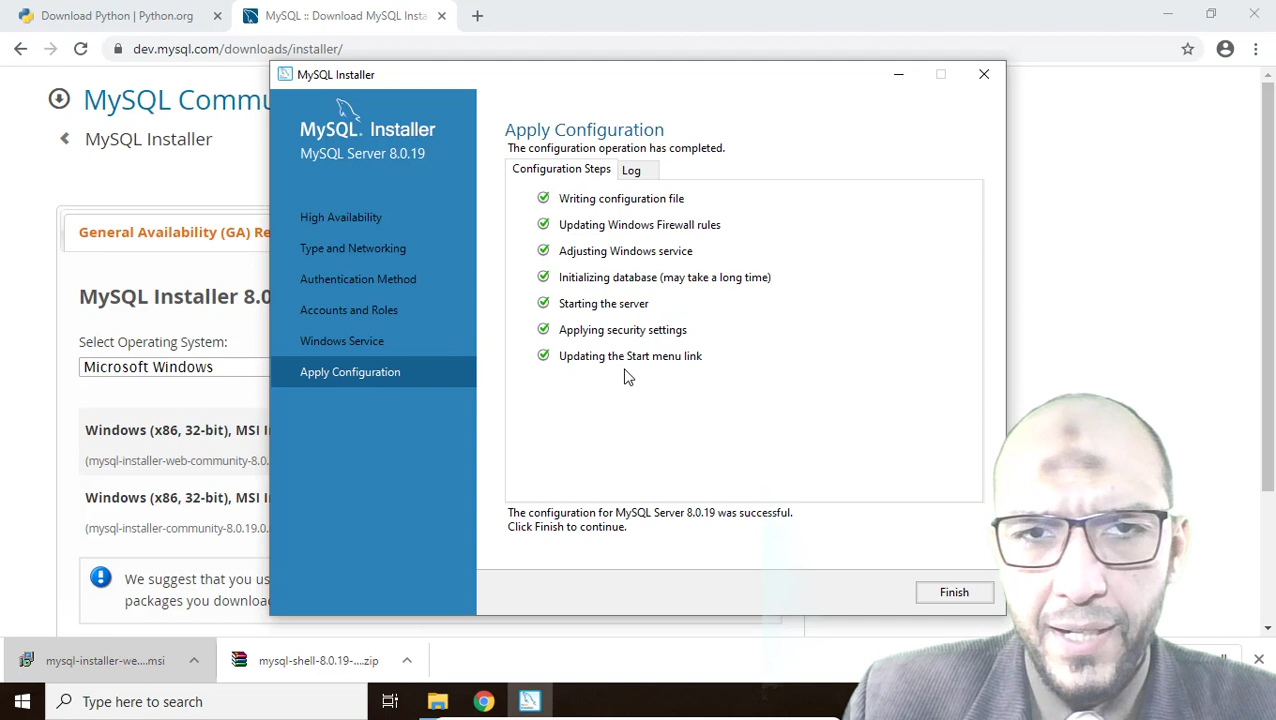 Download Python | Python.org
MySQL :: Download MySQL Insta
dev.mysql.com/downloads/installer/
MySQL Commu
MySQL Installer
General Availability (GA) Re
MySQL Installer 8.0
Select Operating System:
Microsoft Windows
Windows (x86, 32-bit), MSI I
(mysql-installer-web-community-8.0.
Windows (x86, 32-bit), MSI I
(mysql-installer-community-8.0.19.0.
We suggest that you us
packages you downloa
MySQL Installer
MySQL. Installer
MySQL Server 8.0.19
High Availability
Type and Networking
Authentication Method
Accounts and Roles
Windows Service
Apply Configuration
Apply Configuration
The configuration operation has completed.
Configuration Steps
Log
Writing configuration file
Updating Windows Firewall rules
Adjusting Windows service
Initializing database (may take a long time)
Starting the server
Applying security settings
Updating the Start menu link
The configuration for MySQL Server 8.0.19 was successful.
Click Finish to continue.
Finish
mysql-installer-we....msi
mysql-shell-8.0.19-....zip
Type here to search